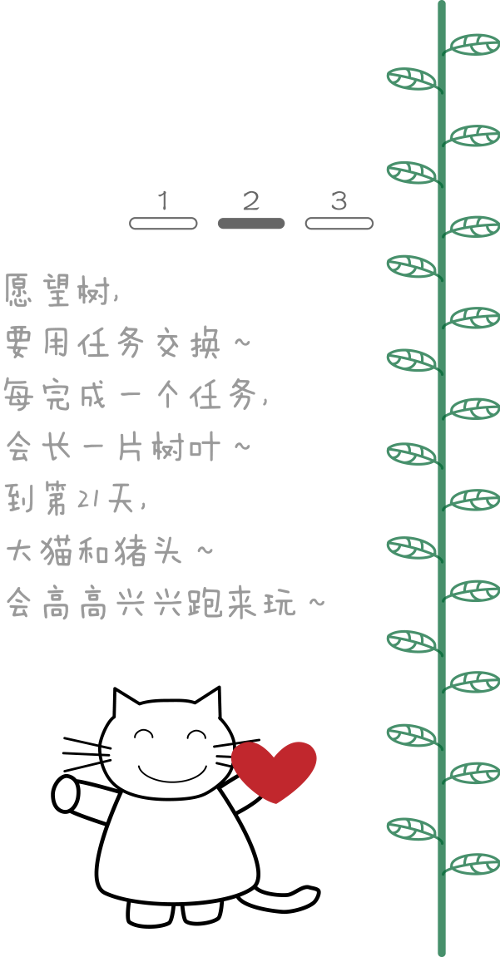 1 2 3
愿望树，
要用任务交换～
每完成一个任务，
会长一片树叶～
到第21天，
大猫和猪头～
会高高兴兴跑来玩～